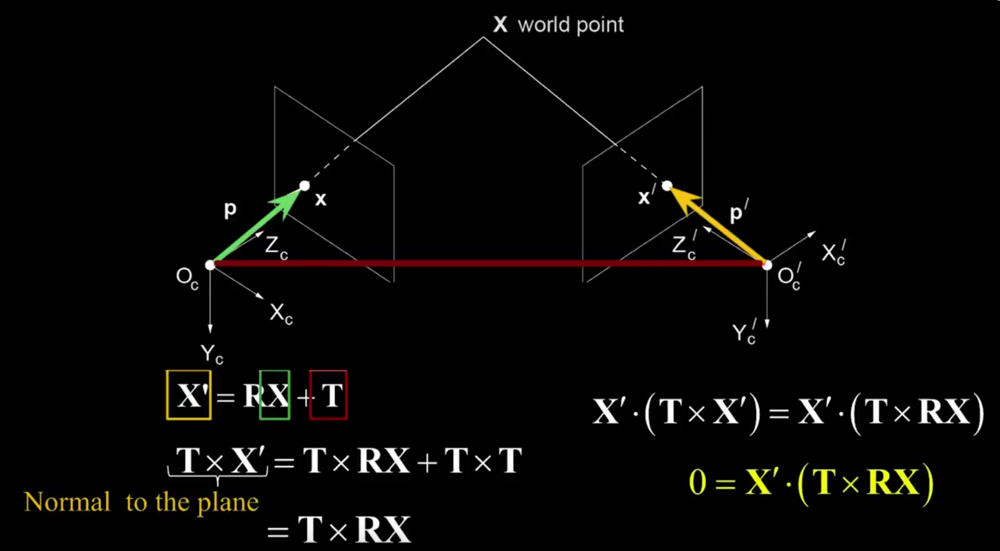 X world point
x
x′
p
p′
Z_c
Z_c′
X_c′
O_c
O_c′
X_c
Y_c′
Y_c
X' = RX + T
X′·(T×X′) = X′·(T×RX)
T×X′ = T×RX + T×T
0 = X′·(T×RX)
Normal to the plane
= T×RX